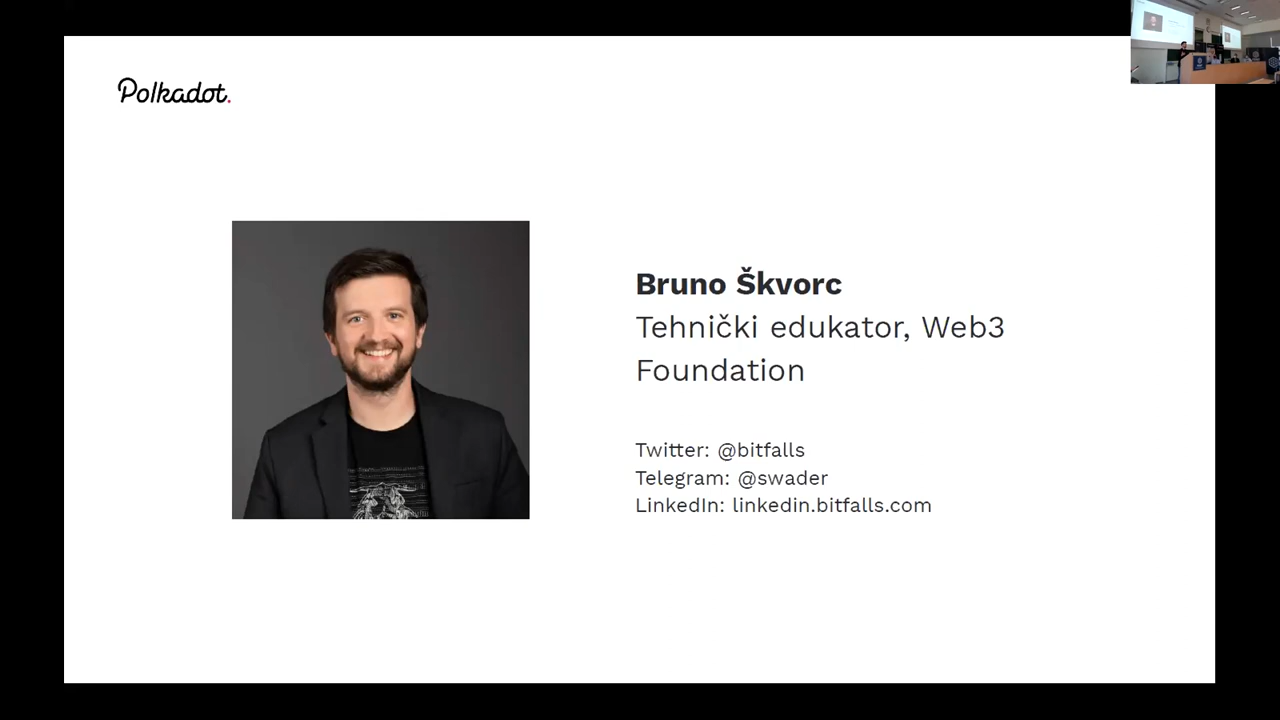 Polkadot.
Bruno Škvorc
Tehnički edukator, Web3
Foundation
Twitter: @bitfalls
Telegram: @swader
LinkedIn: linkedin.bitfalls.com